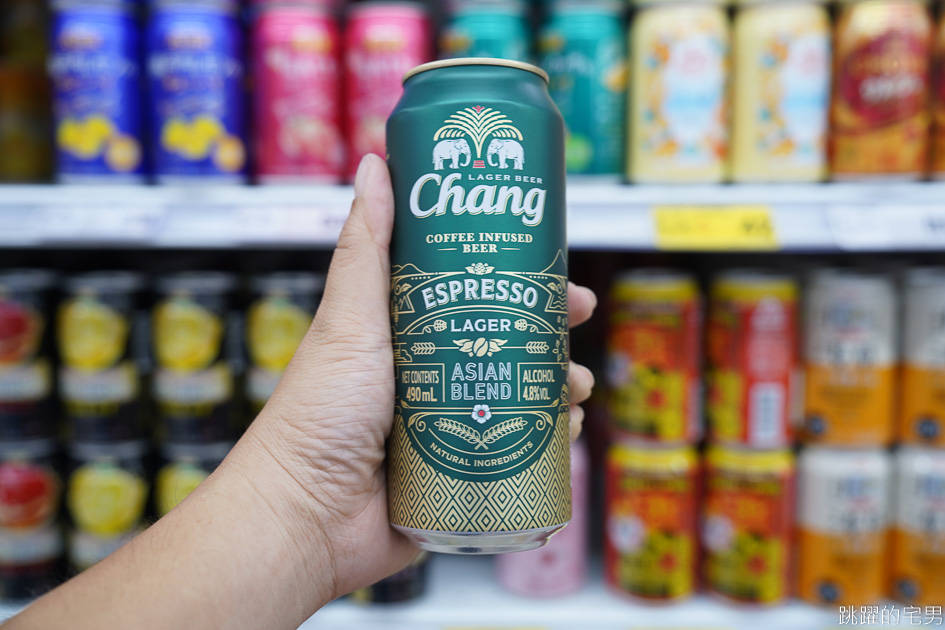 LAGER BEER
Chang
COFFEE INFUSED
BEER
ESPRESSO
LAGER
NET CONTENTS
490 mL
ASIAN
BLEND
ALCOHOL
4.8% VOL.
NATURAL INGREDIENTS
跳躍的宅男